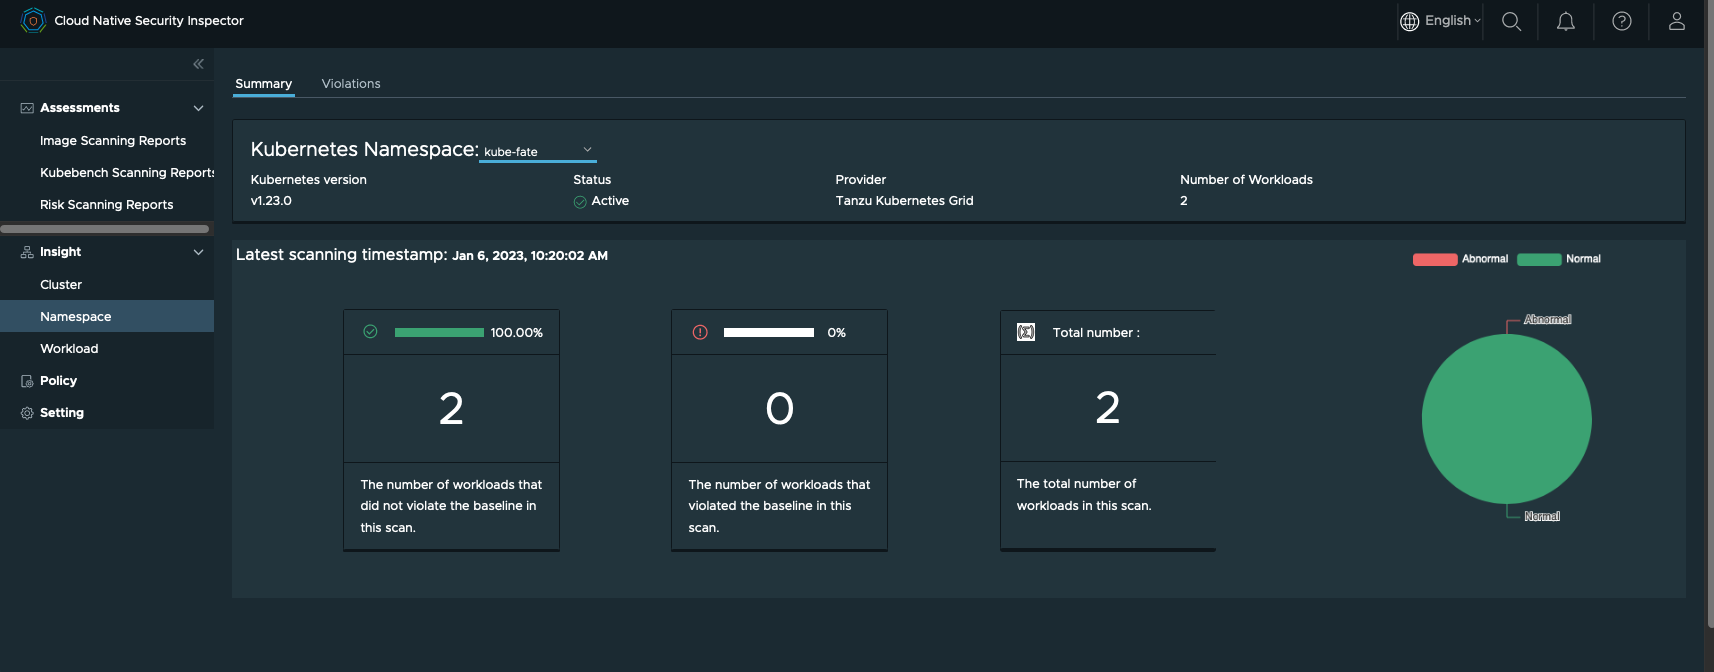 Cloud Native Security Inspector
English
Summary
Violations
Assessments
Image Scanning Reports
Kubebench Scanning Reports
Risk Scanning Reports
Insight
Cluster
Namespace
Workload
Policy
Setting
Kubernetes Namespace: kube-fate
Kubernetes version
v1.23.0
Status
Active
Provider
Tanzu Kubernetes Grid
Number of Workloads
2
Latest scanning timestamp: Jan 6, 2023, 10:20:02 AM
Abnormal
Normal
100.00%
2
The number of workloads that
did not violate the baseline in
this scan.
0%
0
The number of workloads that
violated the baseline in this
scan.
Total number :
2
The total number of
workloads in this scan.
Abnormal
Normal